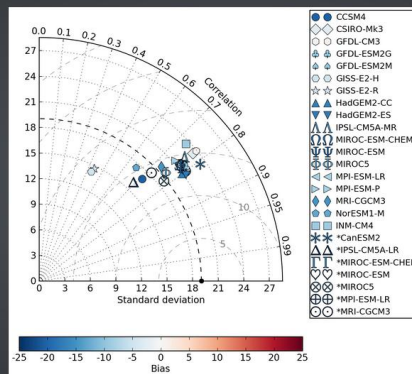 0.1
0.2
0.3
0.4
0.5
0.6
0.7
0.8
0.9
0.95
0.99
Correlation
27
24
21
18
15
12
9
6
3
0
10
5
0 3 6 9 12 15 18 21 24 27
Standard deviation
CCSM4
CSIRO-Mk3
GFDL-CM3
GFDL-ESM2G
GFDL-ESM2M
GISS-E2-H
GISS-E2-R
HadGEM2-CC
HadGEM2-ES
IPSL-CM5A-MR
MIROC-ESM-CHEM
MIROC-ESM
MIROC5
MPI-ESM-LR
MPI-ESM-P
MRI-CGCM3
NorESM1-M
INM-CM4
*CanESM2
*IPSL-CM5A-LR
*MIROC-ESM-CHEM
*MIROC-ESM
*MIROC5
*MPI-ESM-LR
*MRI-CGCM3
-25 -20 -15 -10 -5 0 5 10 15 20 25
Bias